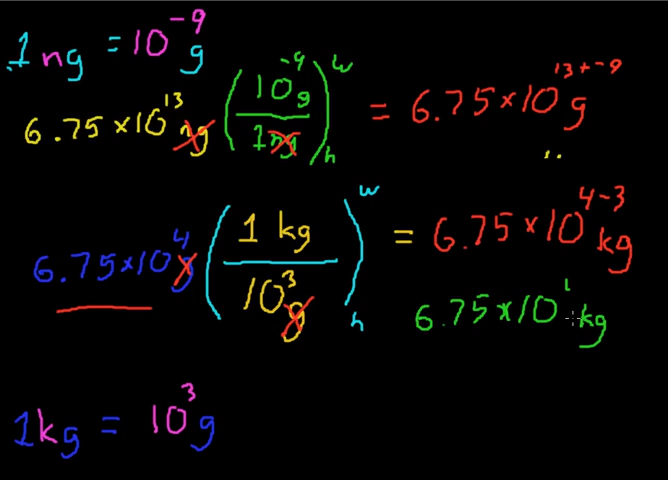 1 ng = 10^-9 g
6.75 × 10^13 ng (10^-9 g / 1 ng) w h = 6.75 × 10^13+-9 g
6.75 × 10^4 g (1 kg / 10^3 g) w h = 6.75 × 10^4-3 kg
6.75 × 10^1 kg
1 kg = 10^3 g